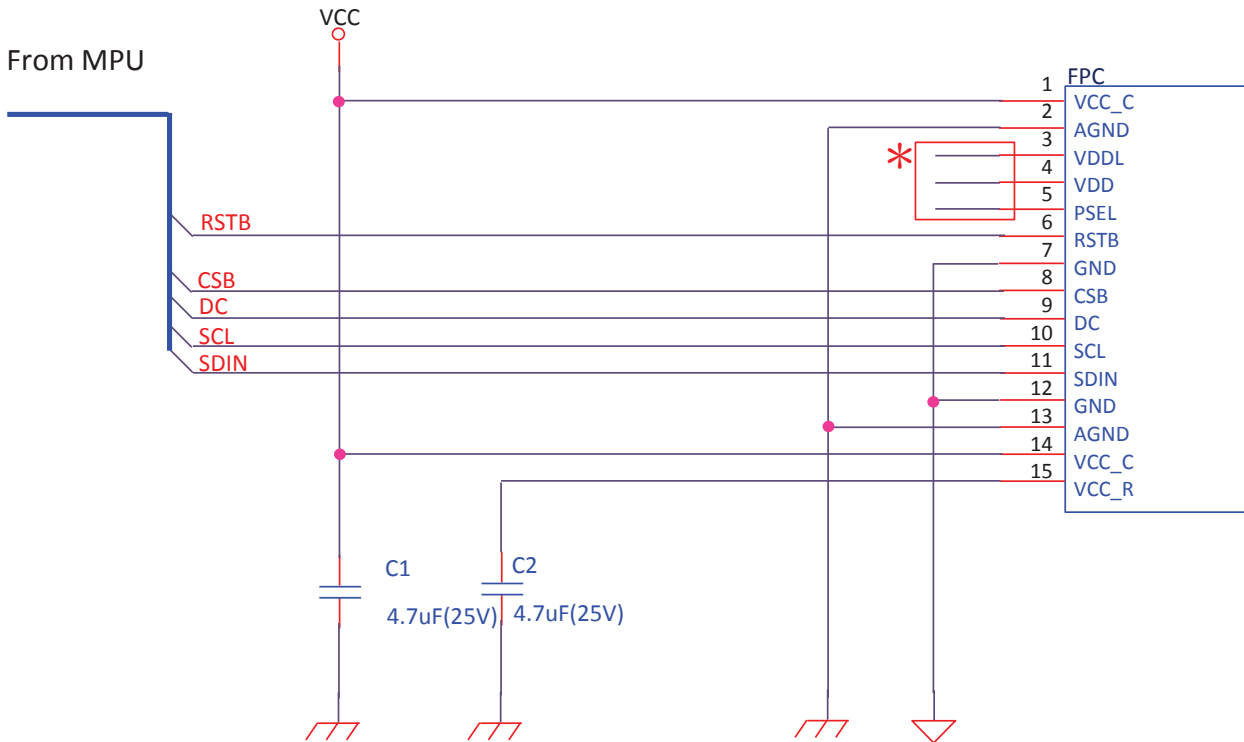 VCC
From MPU
FPC
1
VCC_C
2
AGND
3
*
VDDL
4
VDD
5
PSEL
6
RSTB
RSTB
7
GND
8
CSB
CSB
9
DC
DC
10
SCL
SCL
11
SDIN
SDIN
12
GND
13
AGND
14
VCC_C
15
VCC_R
C1
C2
4.7uF(25V)
4.7uF(25V)